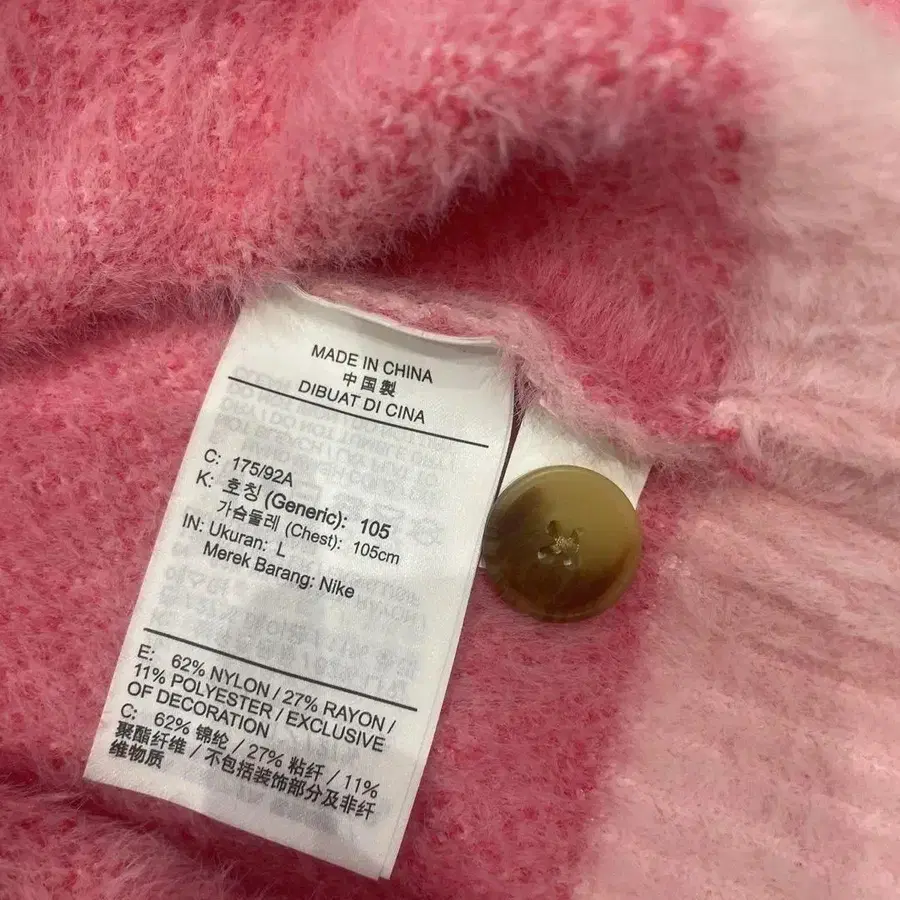 MADE IN CHINA
中国製
DIBUAT DI CINA
C: 175/92A
K: 호칭 (Generic): 105
가슴둘레 (Chest): 105cm
IN: Ukuran: L
Merek Barang: Nike
E: 62% NYLON / 27% RAYON /
11% POLYESTER / EXCLUSIVE
OF DECORATION
C: 62% 锦纶 / 27% 粘纤 / 11%
聚酯纤维 / 不包括装饰部分及非纤
维物质